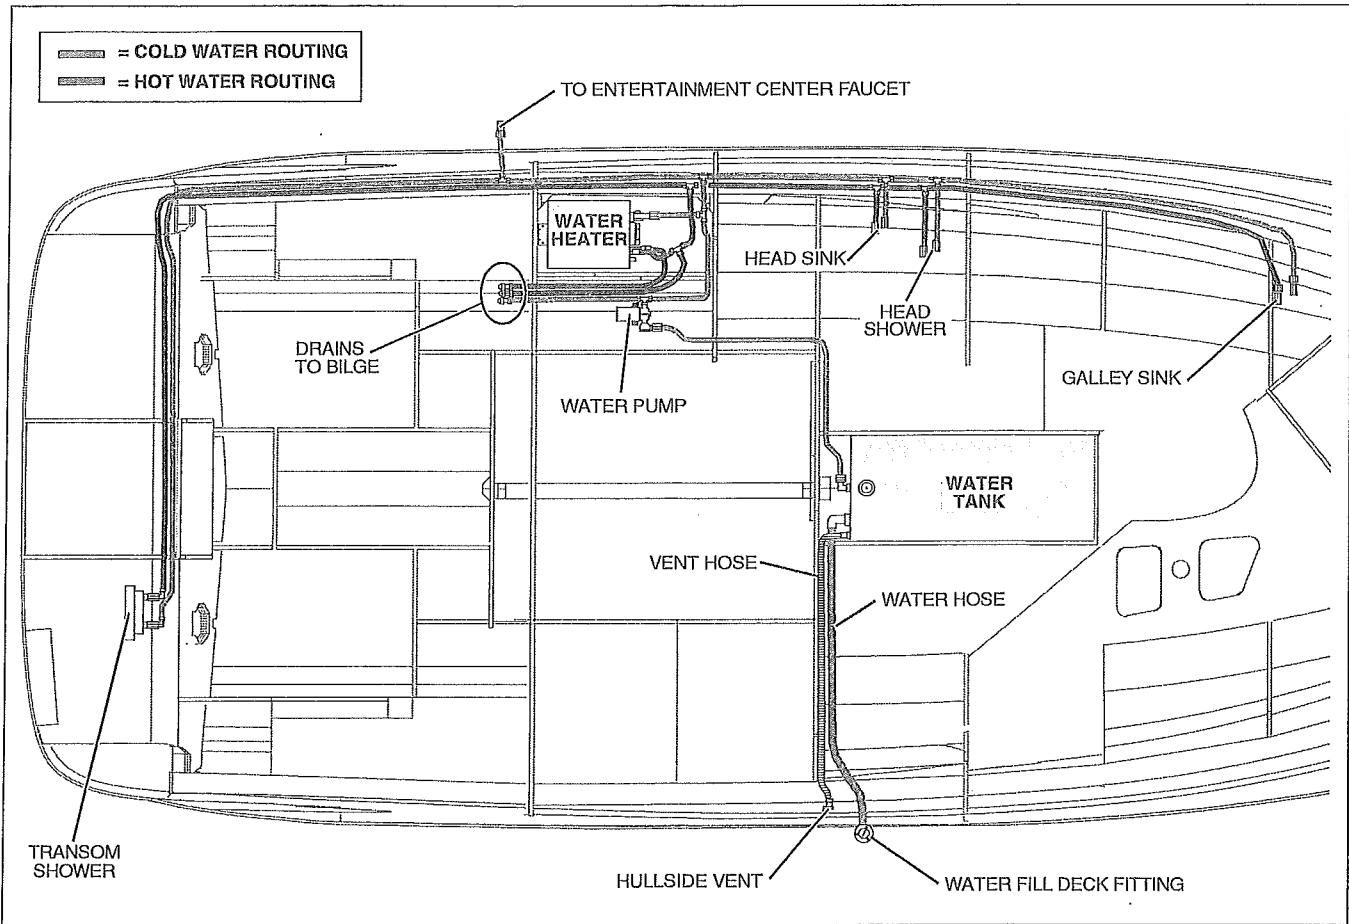 = COLD WATER ROUTING
= HOT WATER ROUTING
TO ENTERTAINMENT CENTER FAUCET
WATER
HEATER
HEAD SINK
HEAD
SHOWER
DRAINS
TO BILGE
GALLEY SINK
WATER PUMP
WATER
TANK
VENT HOSE
WATER HOSE
TRANSOM
SHOWER
HULLSIDE VENT
WATER FILL DECK FITTING